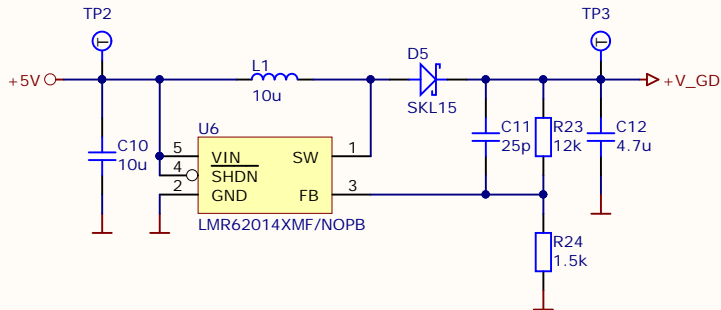 TP2
TP3
+5V
L1
10u
D5
SKL15
+V_GD
C10
10u
U6
5
VIN
SW
1
4
SHDN
2
GND
FB
3
LMR62014XMF/NOPB
C11
25p
R23
12k
C12
4.7u
R24
1.5k
T
T